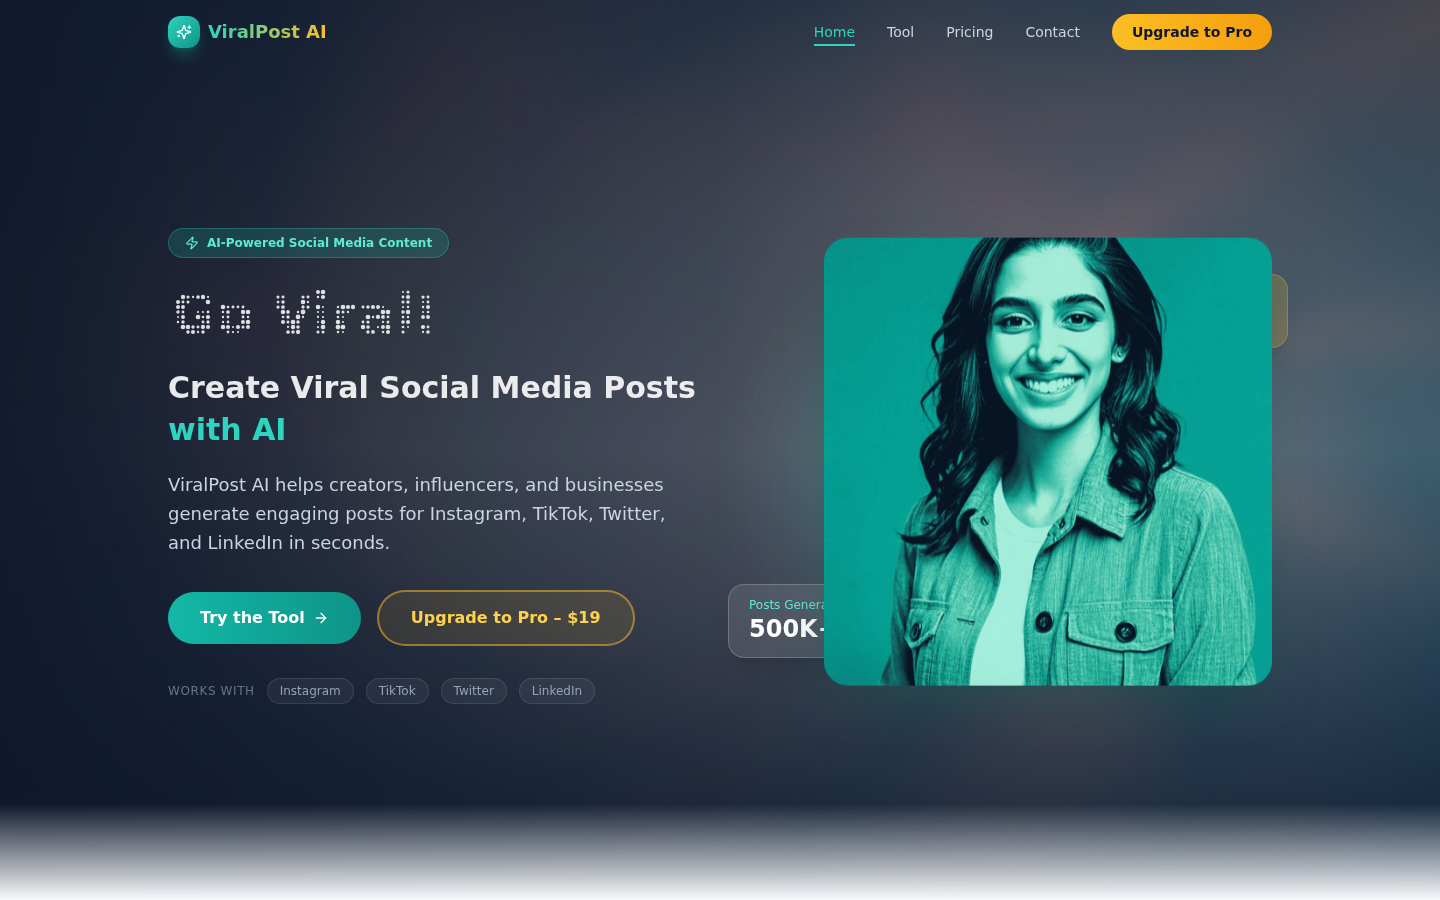 ViralPost AI
Home
Tool
Pricing
Contact
Upgrade to Pro
AI-Powered Social Media Content
Go Viral!
Create Viral Social Media Posts
with AI
ViralPost AI helps creators, influencers, and businesses
generate engaging posts for Instagram, TikTok, Twitter,
and LinkedIn in seconds.
Try the Tool
Upgrade to Pro – $19
Posts
500K+
WORKS WITH
Instagram
TikTok
Twitter
LinkedIn